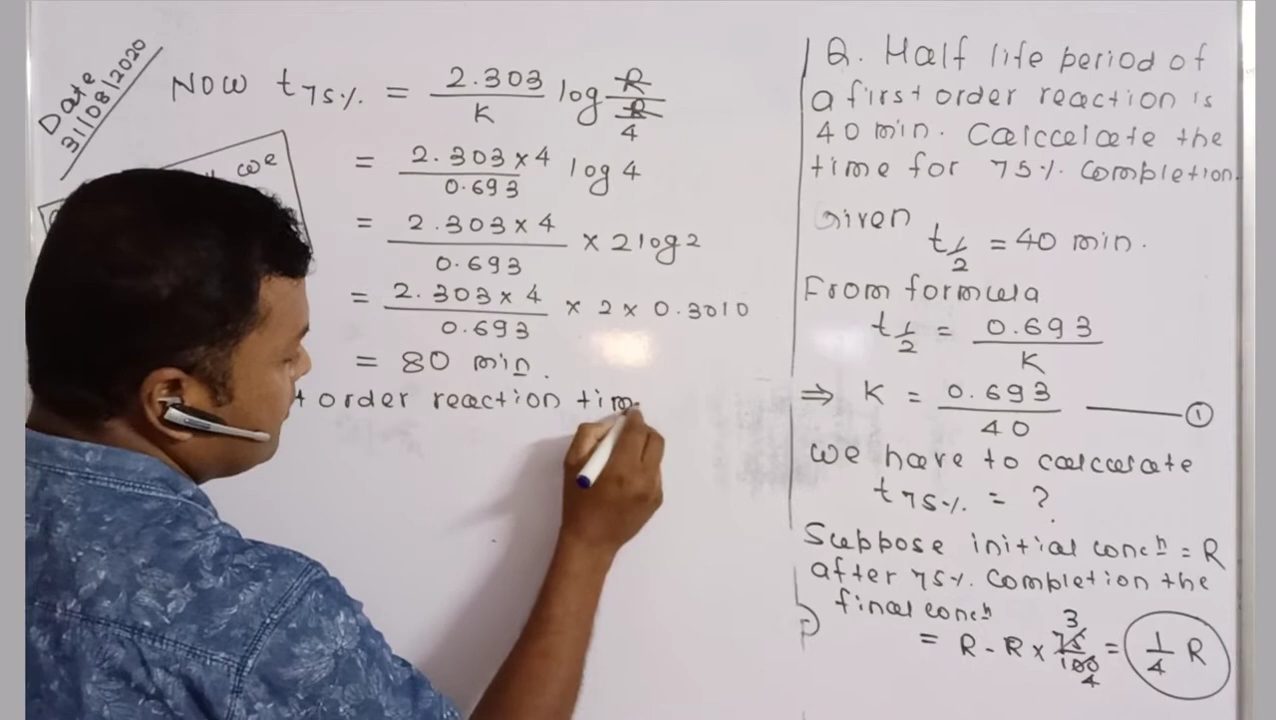 Date
31/08/2020
we
Now t75% = 2.303/K log R/R/4
= 2.303×4/0.693 log 4
= 2.303×4/0.693 × 2log2
= 2.303×4/0.693 × 2 × 0.3010
= 80 min.
t order reaction tim
Q. Half life period of
a first order reaction is
40 min. Calculate the
time for 75% completion.
Given
t1/2 = 40 min.
From formula
t1/2 = 0.693/K
⇒ K = 0.693/40 — ①
we have to calculate
t75% = ?
Suppose initial concn = R
after 75% completion the
final concn
= R - R × 75/100 3/4 = 1/4 R